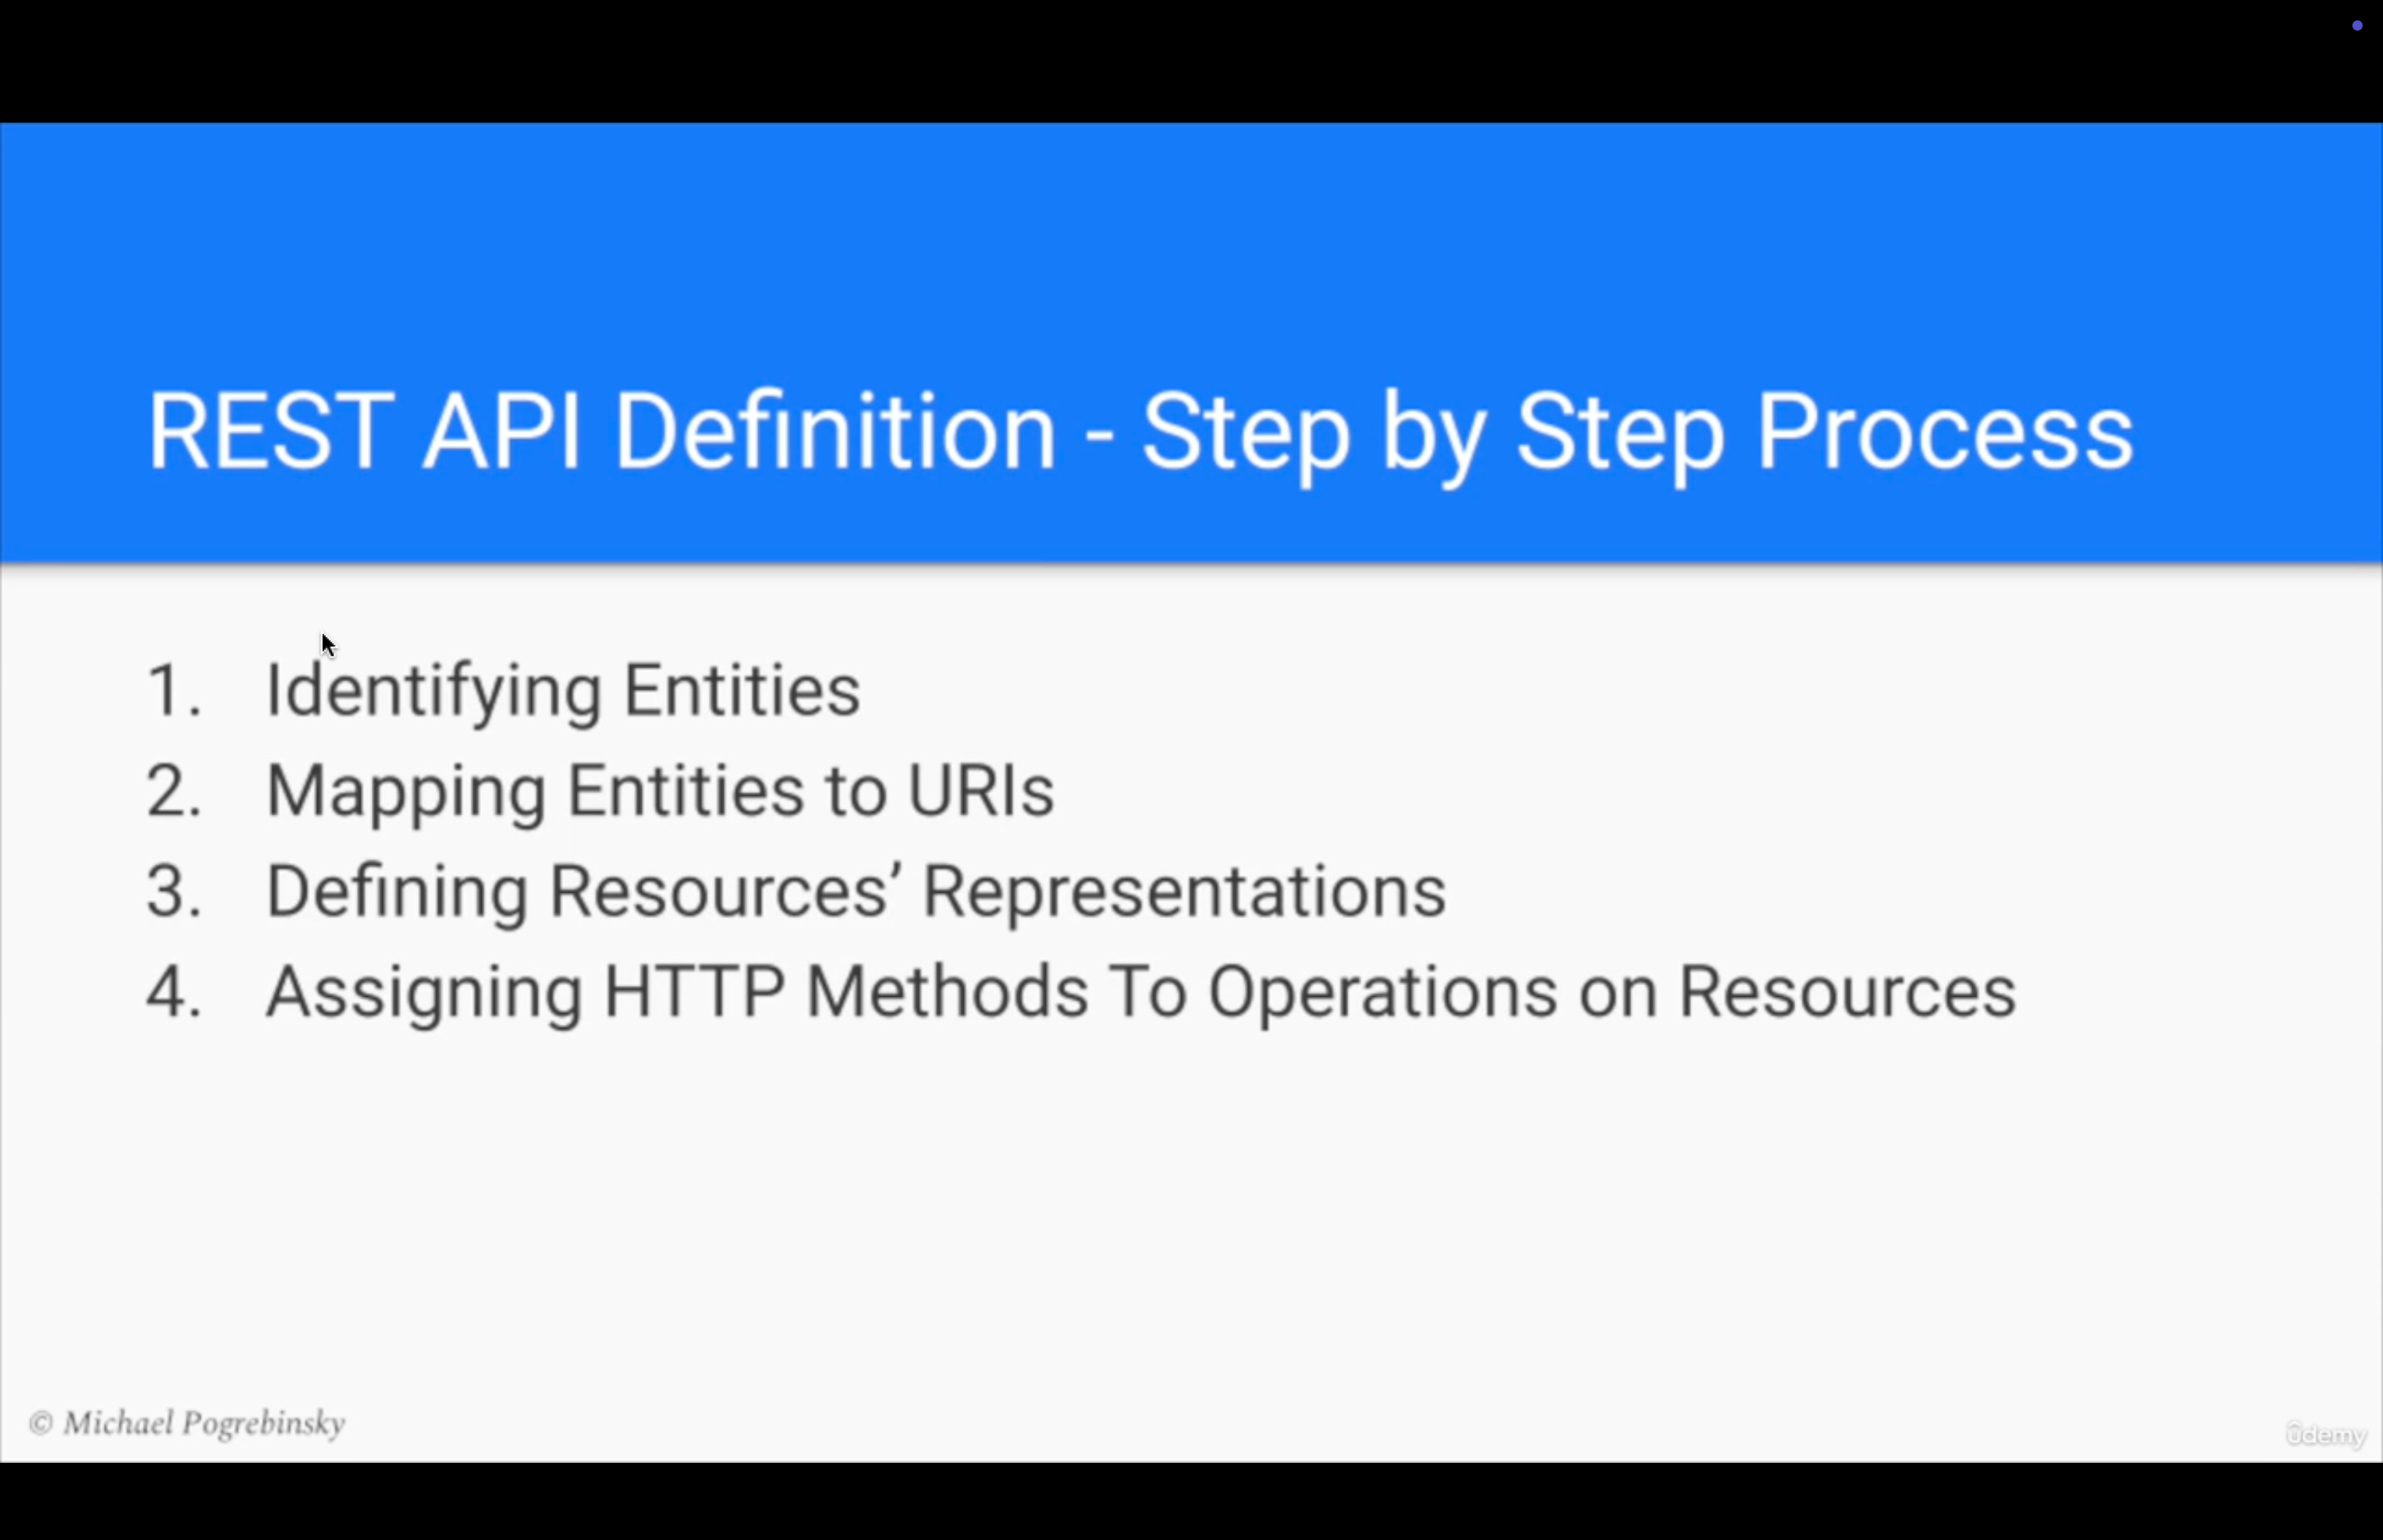 REST API Definition - Step by Step Process
1. Identifying Entities
2. Mapping Entities to URIs
3. Defining Resources’ Representations
4. Assigning HTTP Methods To Operations on Resources
© Michael Pogrebinsky
ûdemy